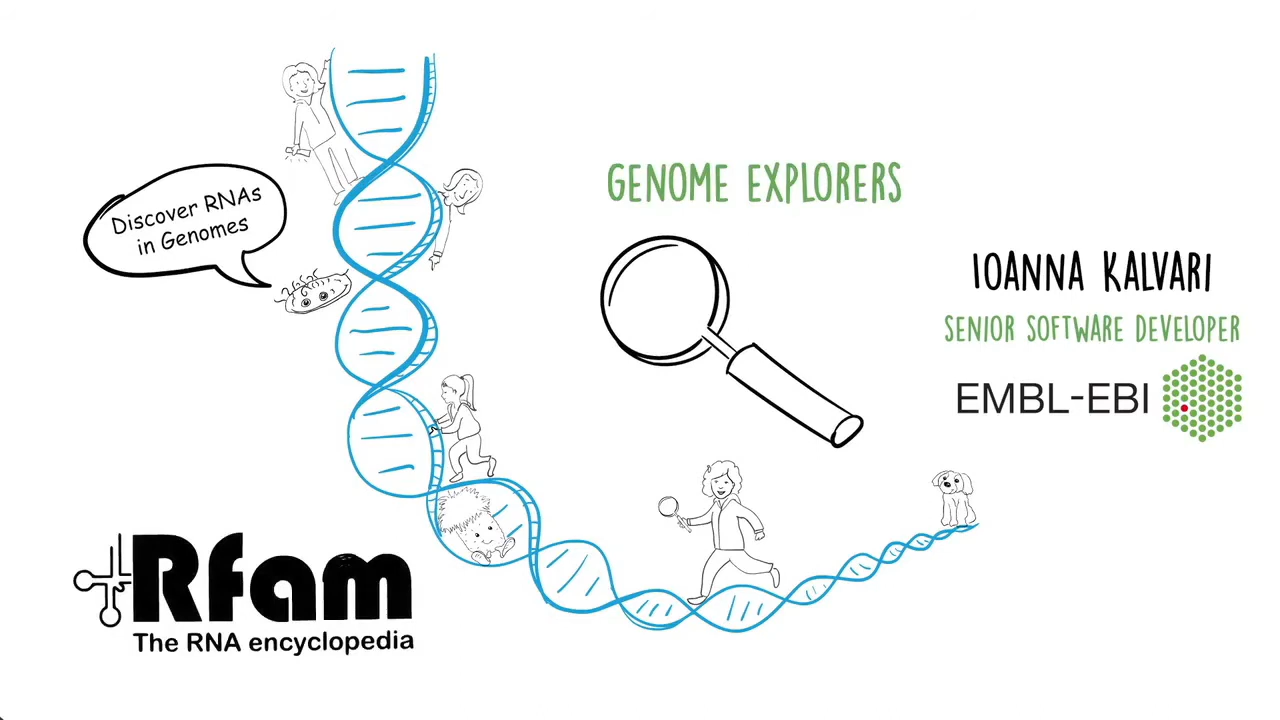 GENOME EXPLORERS
Discover RNAs
in Genomes
IOANNA KALVARI
SENIOR SOFTWARE DEVELOPER
EMBL-EBI
Rfam
The RNA encyclopedia